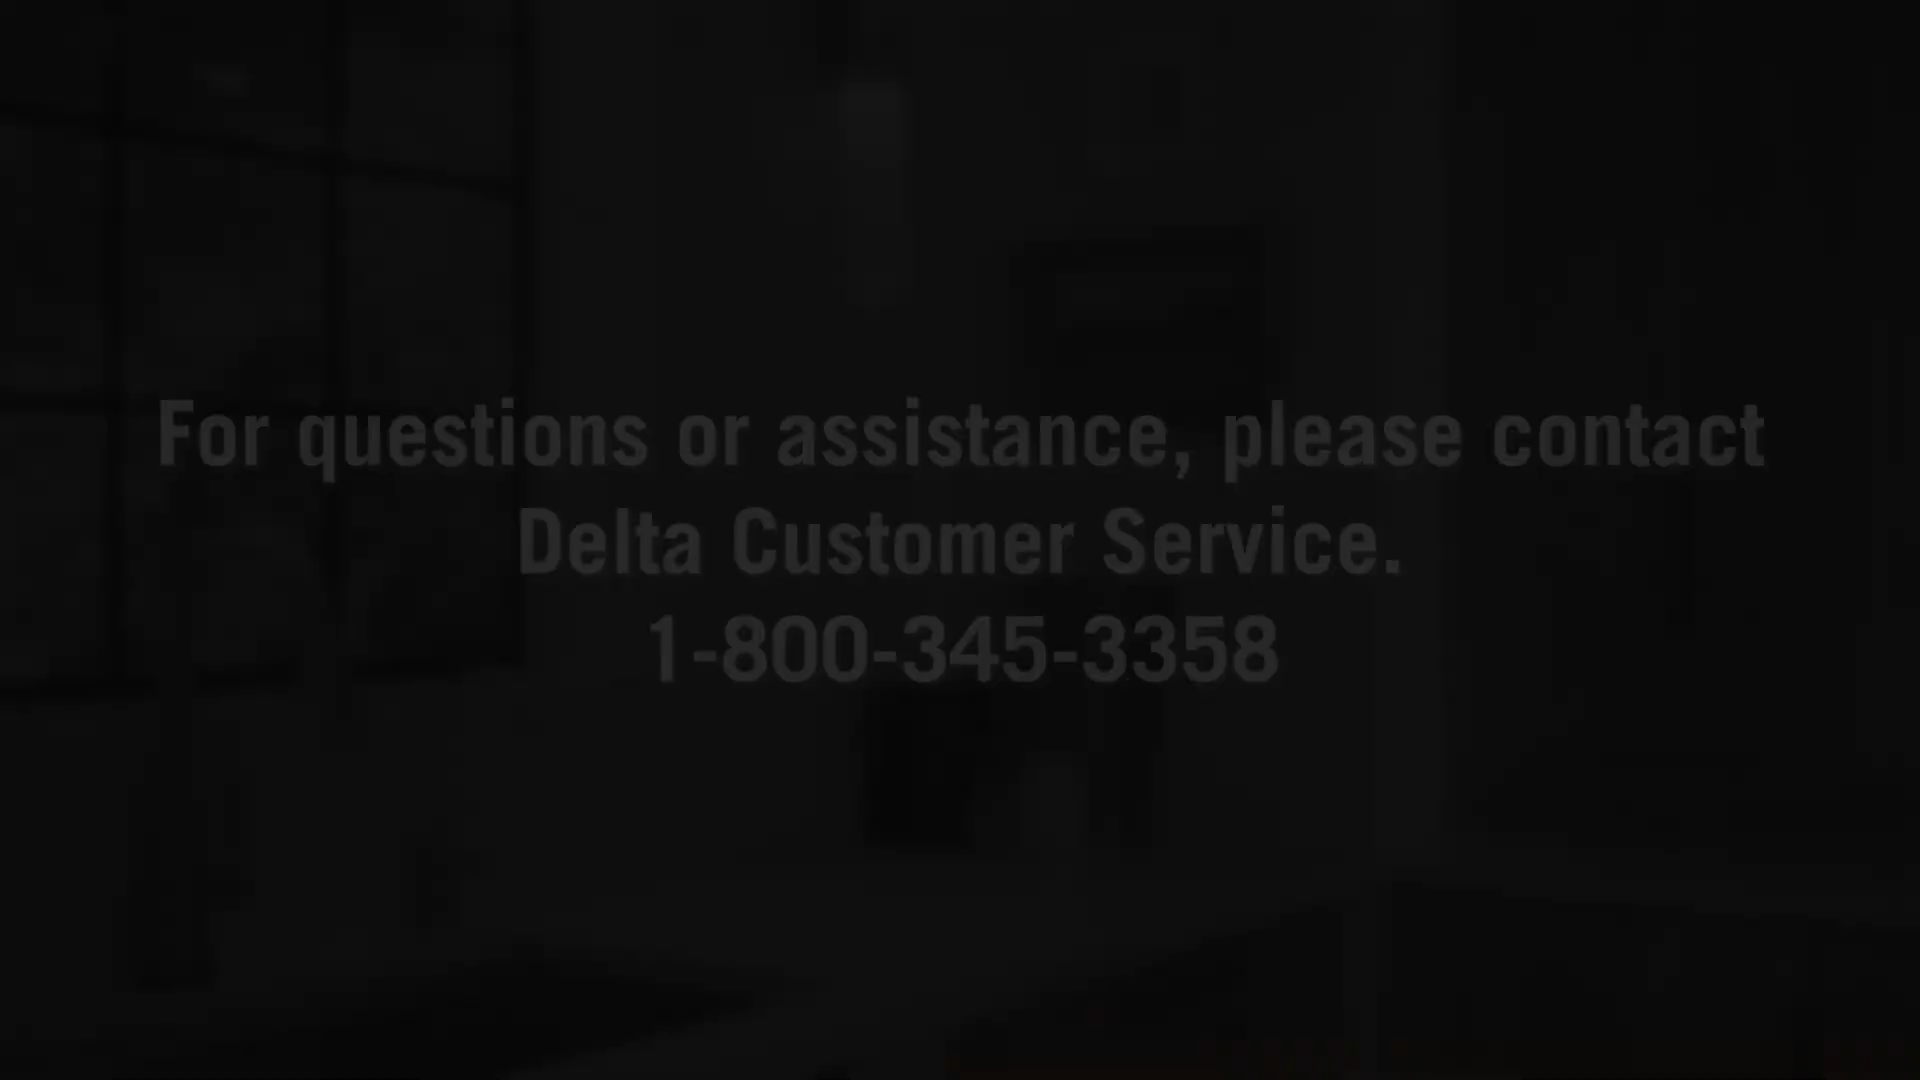 For questions or assistance, please contact
Delta Customer Service.
1-800-345-3358